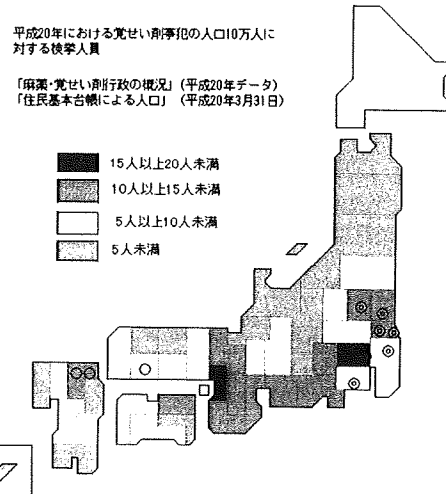 平成20年における覚せい剤事犯の人口10万人に
対する検挙人員
「麻薬・覚せい剤行政の概況」(平成20年データ)
「住民基本台帳による人口」(平成20年3月31日)
15人以上20人未満
10人以上15人未満
5人以上10人未満
5人未満